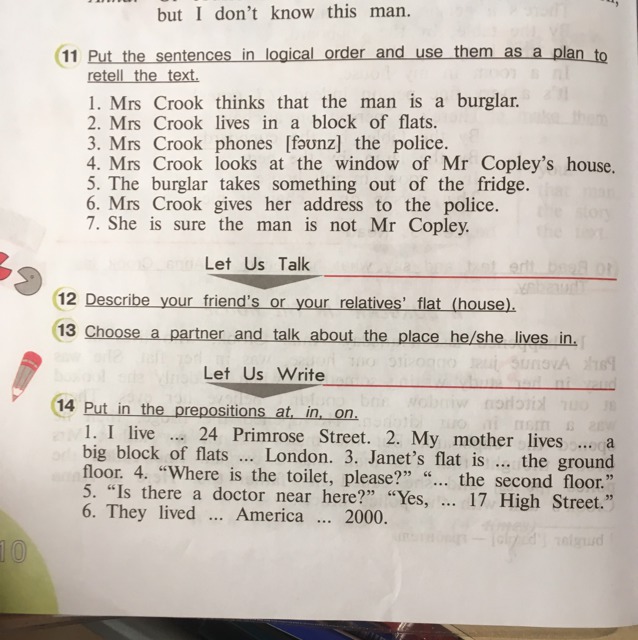 but I don't know this man.
11 Put the sentences in logical order and use them as a plan to
retell the text.
1. Mrs Crook thinks that the man is a burglar.
2. Mrs Crook lives in a block of flats.
3. Mrs Crook phones [fəʊnz] the police.
4. Mrs Crook looks at the window of Mr Copley's house.
5. The burglar takes something out of the fridge.
6. Mrs Crook gives her address to the police.
7. She is sure the man is not Mr Copley.
Let Us Talk
12 Describe your friend's or your relatives' flat (house).
13 Choose a partner and talk about the place he/she lives in.
Let Us Write
14 Put in the prepositions at, in, on.
1. I live ... 24 Primrose Street. 2. My mother lives ... a
big block of flats ... London. 3. Janet's flat is ... the ground
floor. 4. “Where is the toilet, please?” “... the second floor.”
5. “Is there a doctor near here?” “Yes, ... 17 High Street.”
6. They lived ... America ... 2000.
10